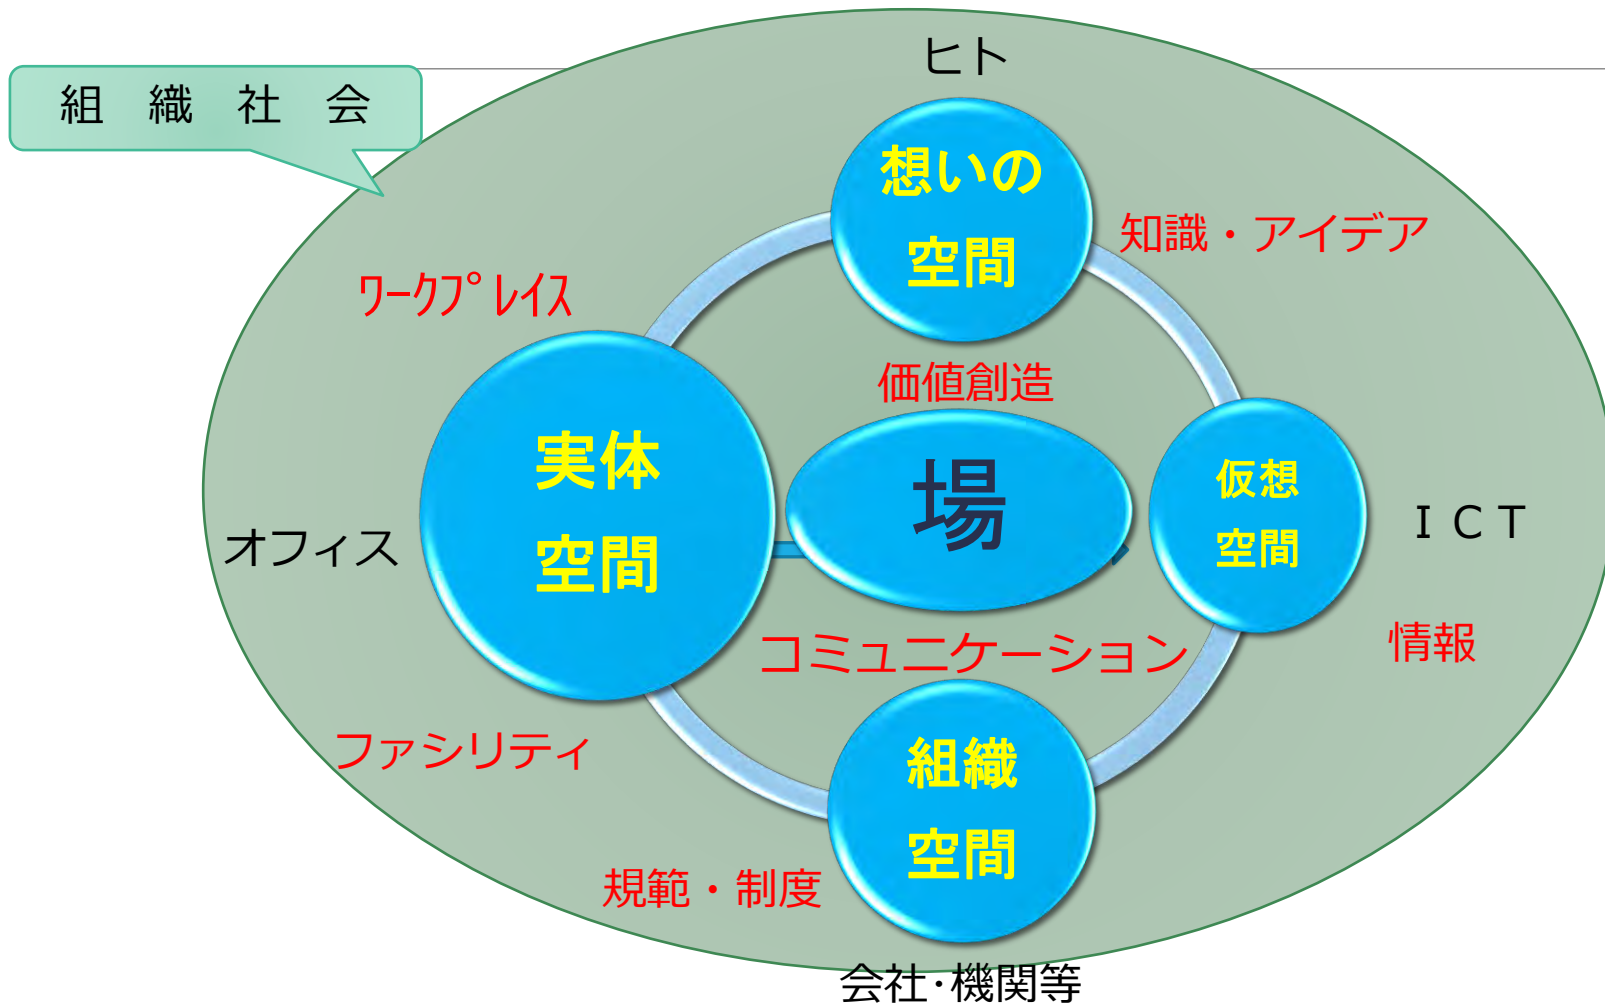 ヒト
組 織 社 会
想いの
空間
知識・アイデア
ﾜｰｸﾌﾟﾚｲｽ
価値創造
実体
空間
場
仮想
空間
オフィス
ＩＣＴ
コミュニケーション
情報
ファシリティ
組織
空間
規範・制度
会社･機関等